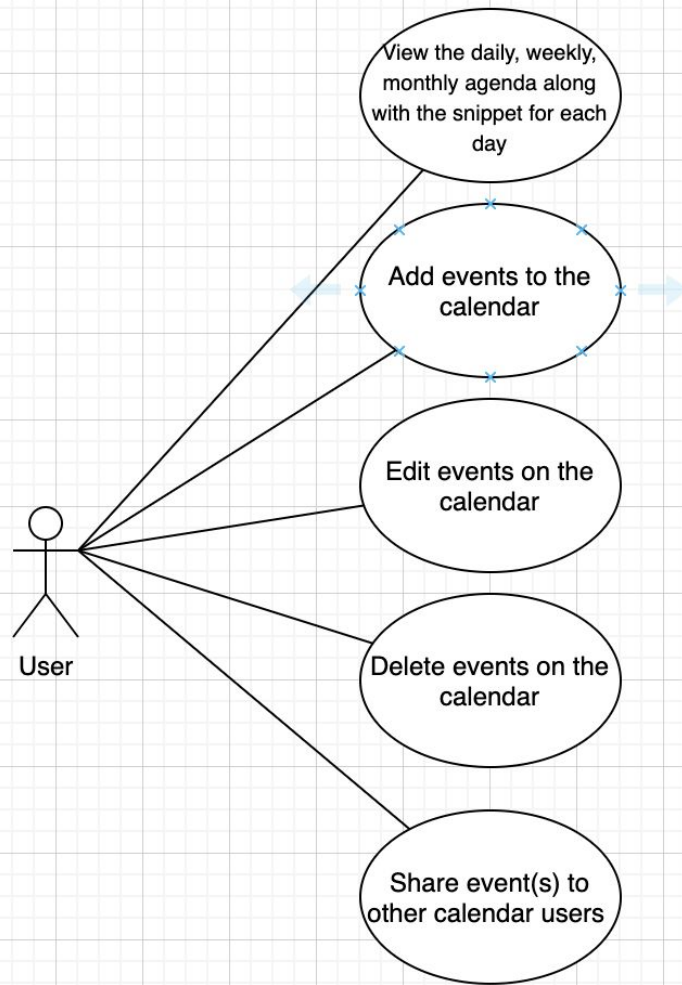 View the daily, weekly,
monthly agenda along
with the snippet for each
day
Add events to the
calendar
Edit events on the
calendar
User
Delete events on the
calendar
Share event(s) to
other calendar users